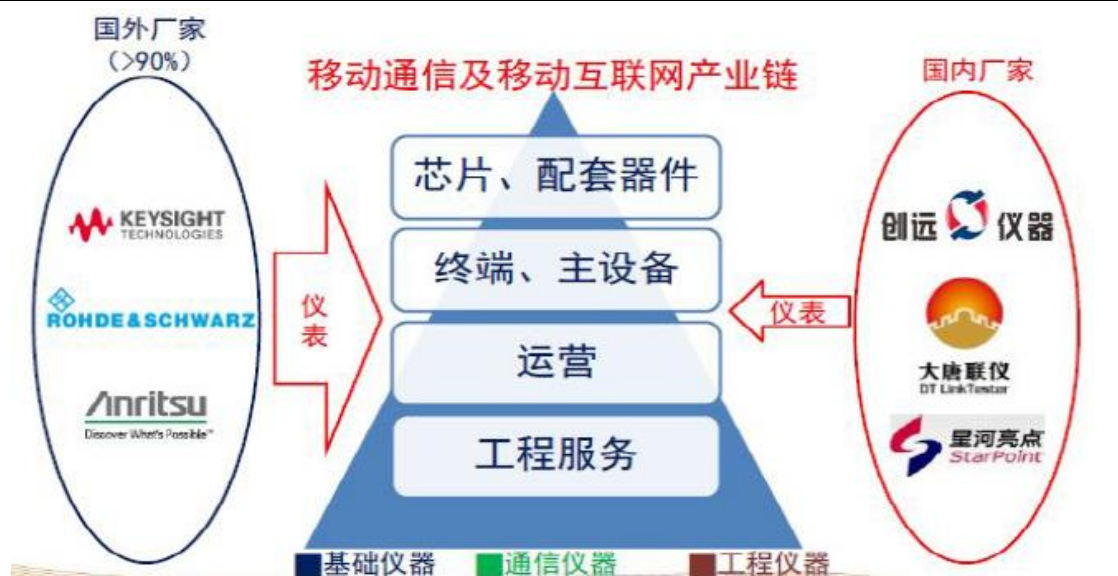 国外厂家
（>90%）
KEYSIGHT
TECHNOLOGIES
ROHDE&SCHWARZ
Anritsu
Discover What's Possible™
仪
表
移动通信及移动互联网产业链
芯片、配套器件
终端、主设备
运营
工程服务
基础仪器
通信仪器
工程仪器
仪表
国内厂家
创远 仪器
大唐联仪
DT LinkTester
星河亮点
StarPoint